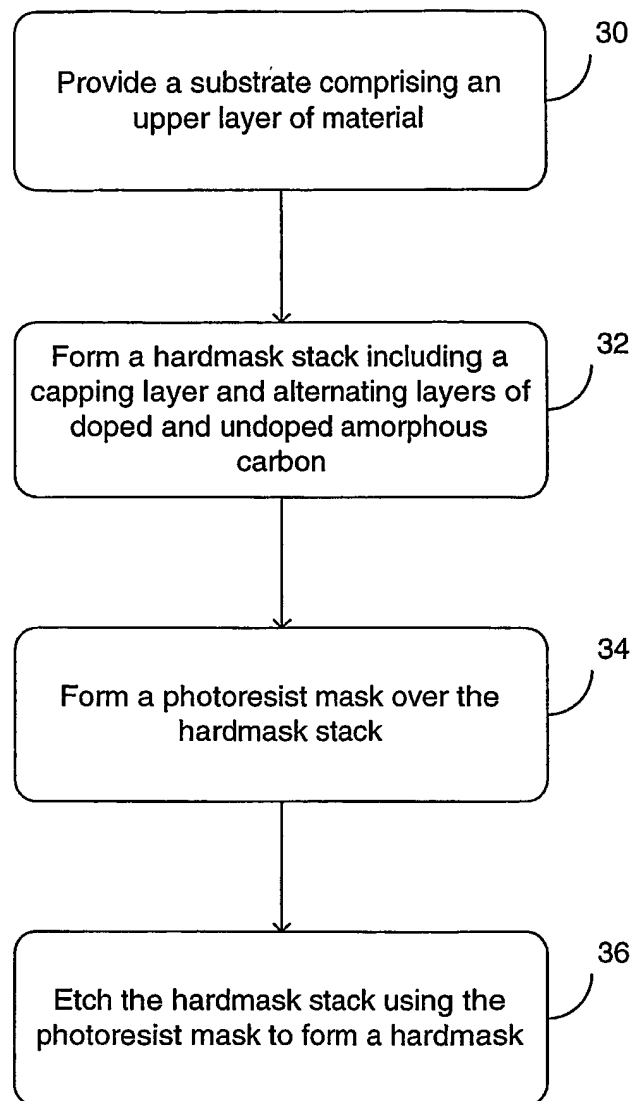 30
Provide a substrate comprising an
upper layer of material
32
Form a hardmask stack including a
capping layer and alternating layers of
doped and undoped amorphous
carbon
34
Form a photoresist mask over the
hardmask stack
36
Etch the hardmask stack using the
photoresist mask to form a hardmask